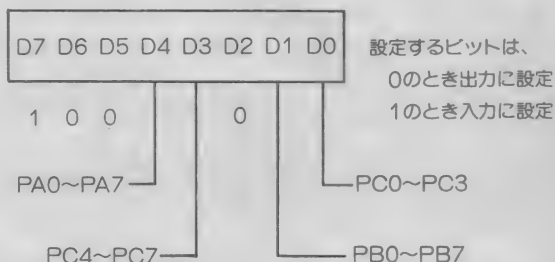 D7 D6 D5 D4 D3 D2 D1 D0
設定するビットは、
0のとき出力に設定
1のとき入力に設定
1 0 0 0
PA0~PA7
PC0~PC3
PC4~PC7
PB0~PB7